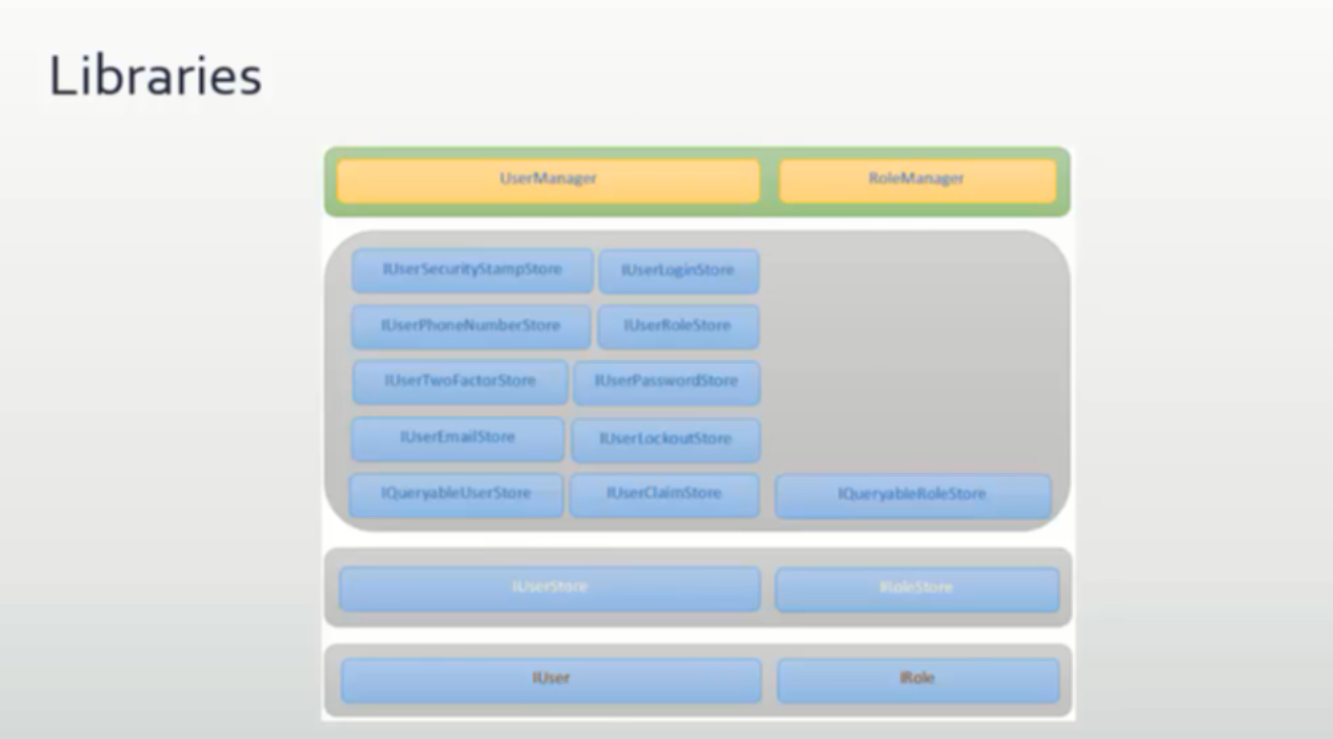 Libraries
UserManager RoleManager
IUserSecurityStampStore IUserLoginStore
IUserPhoneNumberStore IUserRoleStore
IUserTwoFactorStore IUserPasswordStore
IUserEmailStore IUserLockoutStore
IQueryableUserStore IUserClaimStore IQueryableRoleStore
IUserStore IRoleStore
IUser IRole